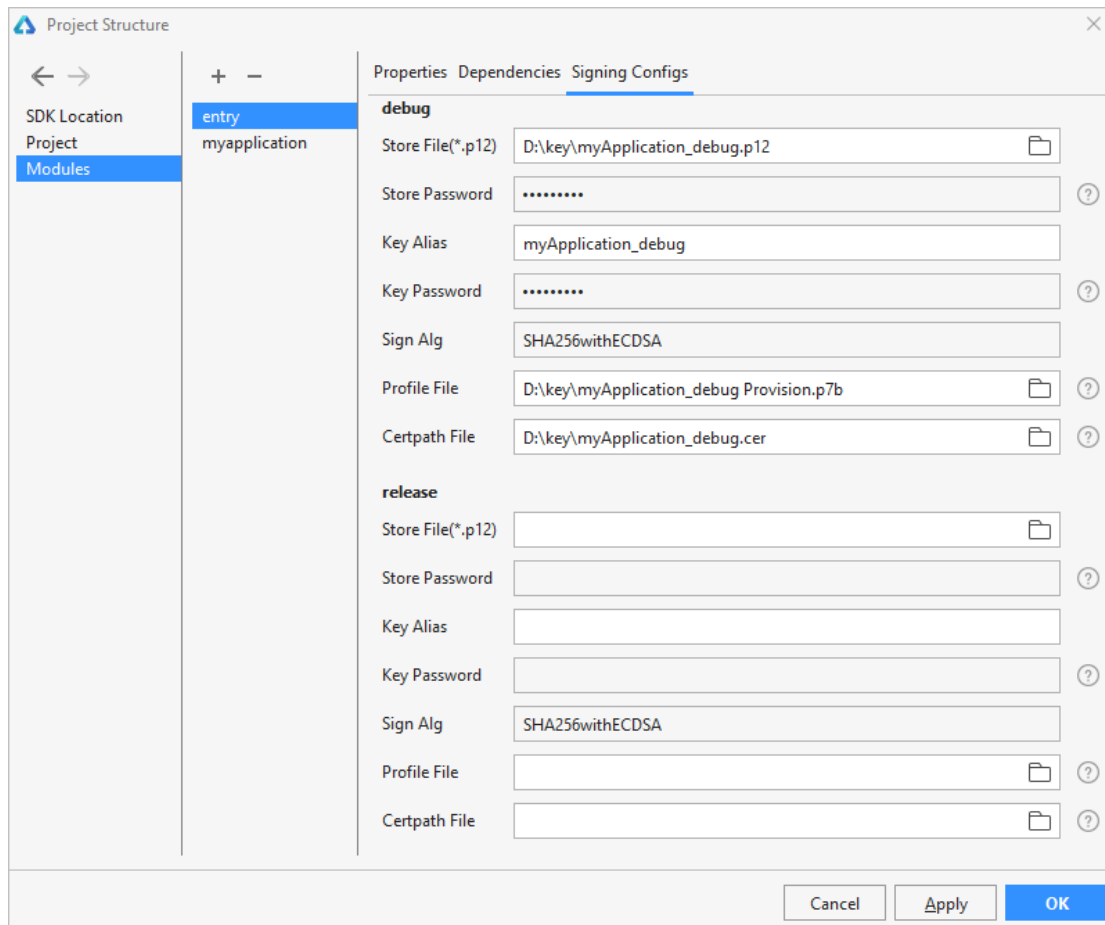 Project Structure
SDK Location
Project
Modules
entry
myapplication
Properties Dependencies Signing Configs
debug
Store File(*.p12) D:\key\myApplication_debug.p12
Store Password •••••••••
Key Alias myApplication_debug
Key Password •••••••••
Sign Alg SHA256withECDSA
Profile File D:\key\myApplication_debug Provision.p7b
Certpath File D:\key\myApplication_debug.cer
release
Store File(*.p12)
Store Password
Key Alias
Key Password
Sign Alg SHA256withECDSA
Profile File
Certpath File
Cancel Apply OK